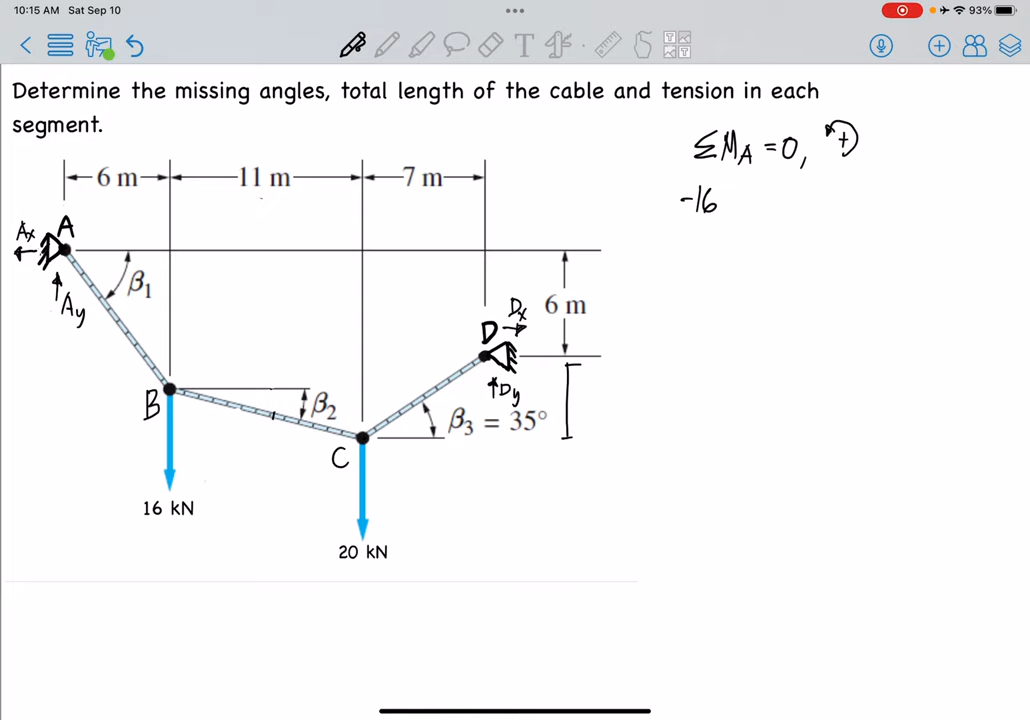 10:15 AM Sat Sep 10
93%
Determine the missing angles, total length of the cable and tension in each
segment.
ΣM_A = 0, +
-16
6 m
11 m
7 m
Ax
A
β1
Ay
6 m
Dx
D
Dy
B
β2
β3 = 35°
C
16 kN
20 kN